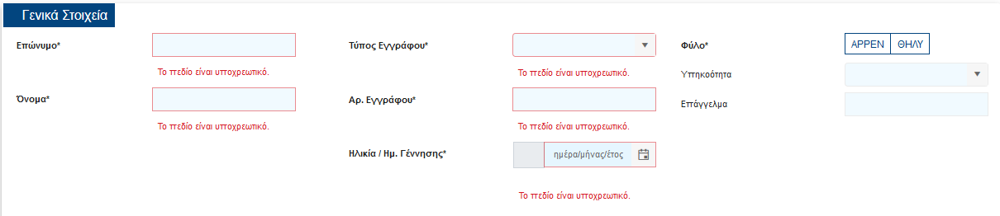 Γενικά Στοιχεία
Επώνυμο*
Το πεδίο είναι υποχρεωτικό.
Όνομα*
Το πεδίο είναι υποχρεωτικό.
Τύπος Εγγράφου*
Το πεδίο είναι υποχρεωτικό.
Αρ. Εγγράφου*
Το πεδίο είναι υποχρεωτικό.
Ηλικία / Ημ. Γέννησης*
ημέρα/μήνας/έτος
Το πεδίο είναι υποχρεωτικό.
Φύλο*
ΑΡΡΕΝ ΘΗΛΥ
Υπηκοότητα
Επάγγελμα